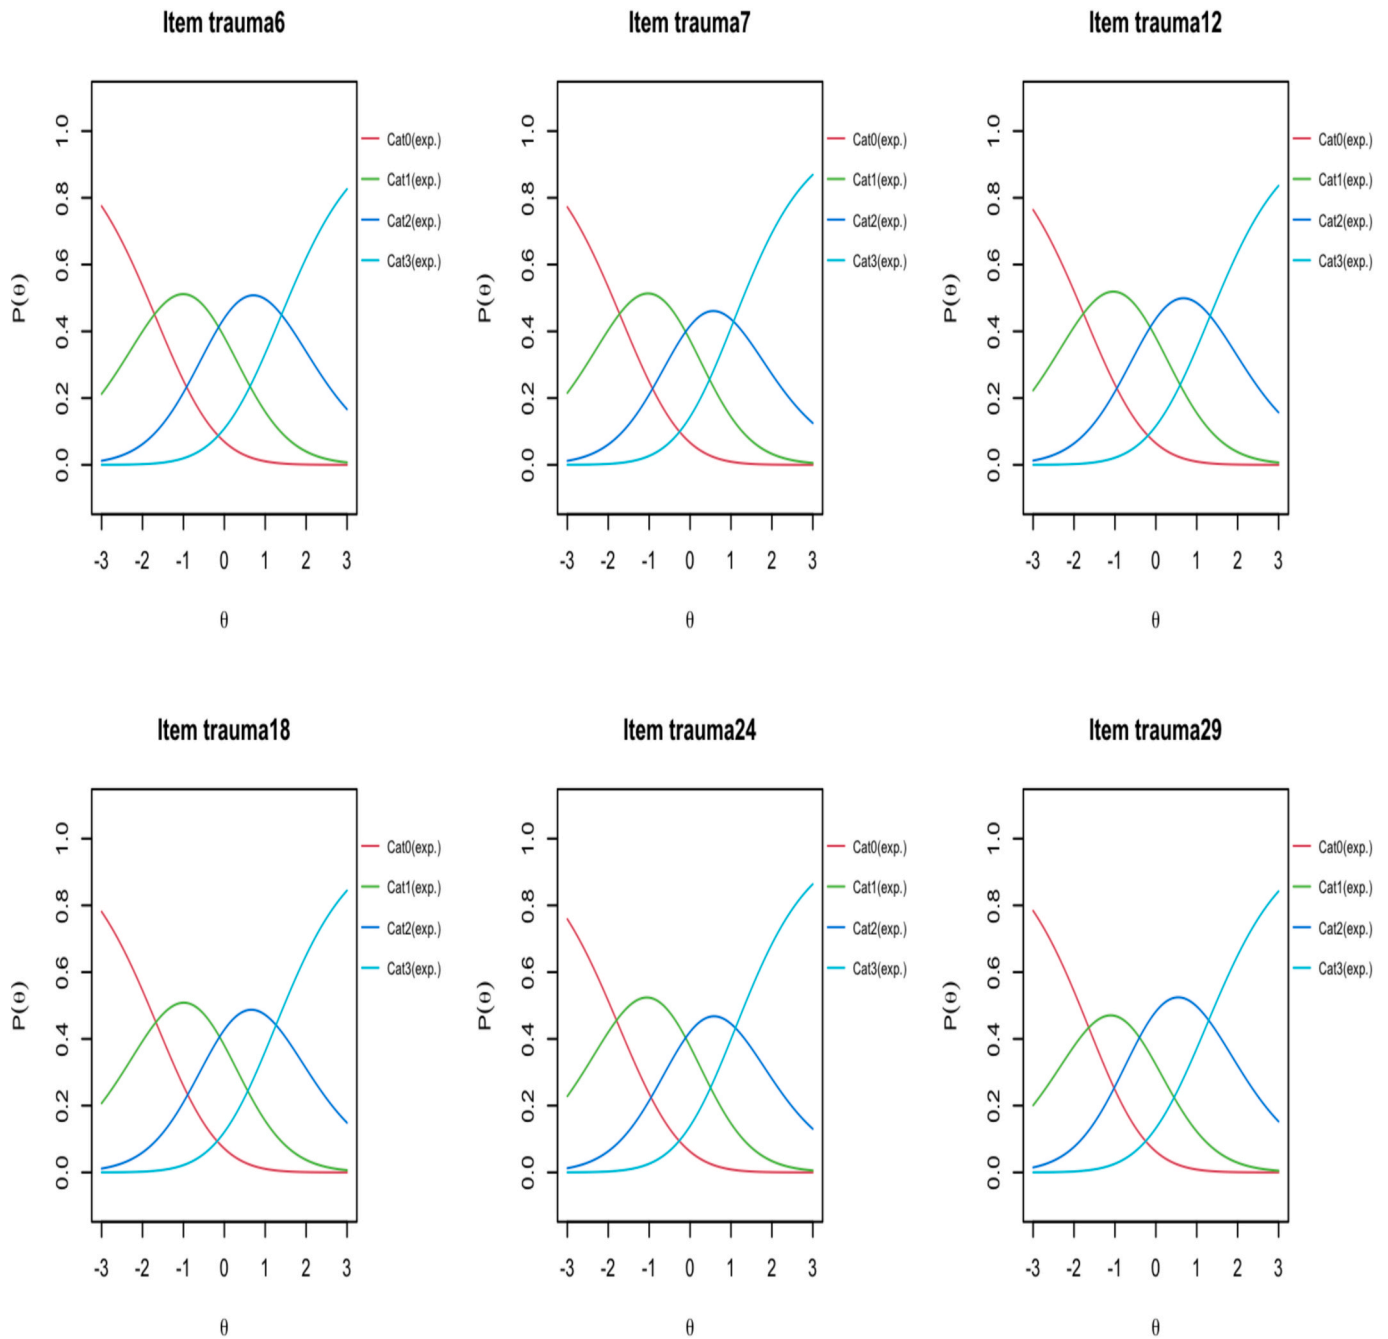 Item trauma6
P(θ)
0.0 0.2 0.4 0.6 0.8 1.0
Cat0(exp.)
Cat1(exp.)
Cat2(exp.)
Cat3(exp.)
-3 -2 -1 0 1 2 3
θ
Item trauma7
P(θ)
0.0 0.2 0.4 0.6 0.8 1.0
Cat0(exp.)
Cat1(exp.)
Cat2(exp.)
Cat3(exp.)
-3 -2 -1 0 1 2 3
θ
Item trauma12
P(θ)
0.0 0.2 0.4 0.6 0.8 1.0
Cat0(exp.)
Cat1(exp.)
Cat2(exp.)
Cat3(exp.)
-3 -2 -1 0 1 2 3
θ
Item trauma18
P(θ)
0.0 0.2 0.4 0.6 0.8 1.0
Cat0(exp.)
Cat1(exp.)
Cat2(exp.)
Cat3(exp.)
-3 -2 -1 0 1 2 3
θ
Item trauma24
P(θ)
0.0 0.2 0.4 0.6 0.8 1.0
Cat0(exp.)
Cat1(exp.)
Cat2(exp.)
Cat3(exp.)
-3 -2 -1 0 1 2 3
θ
Item trauma29
P(θ)
0.0 0.2 0.4 0.6 0.8 1.0
Cat0(exp.)
Cat1(exp.)
Cat2(exp.)
Cat3(exp.)
-3 -2 -1 0 1 2 3
θ